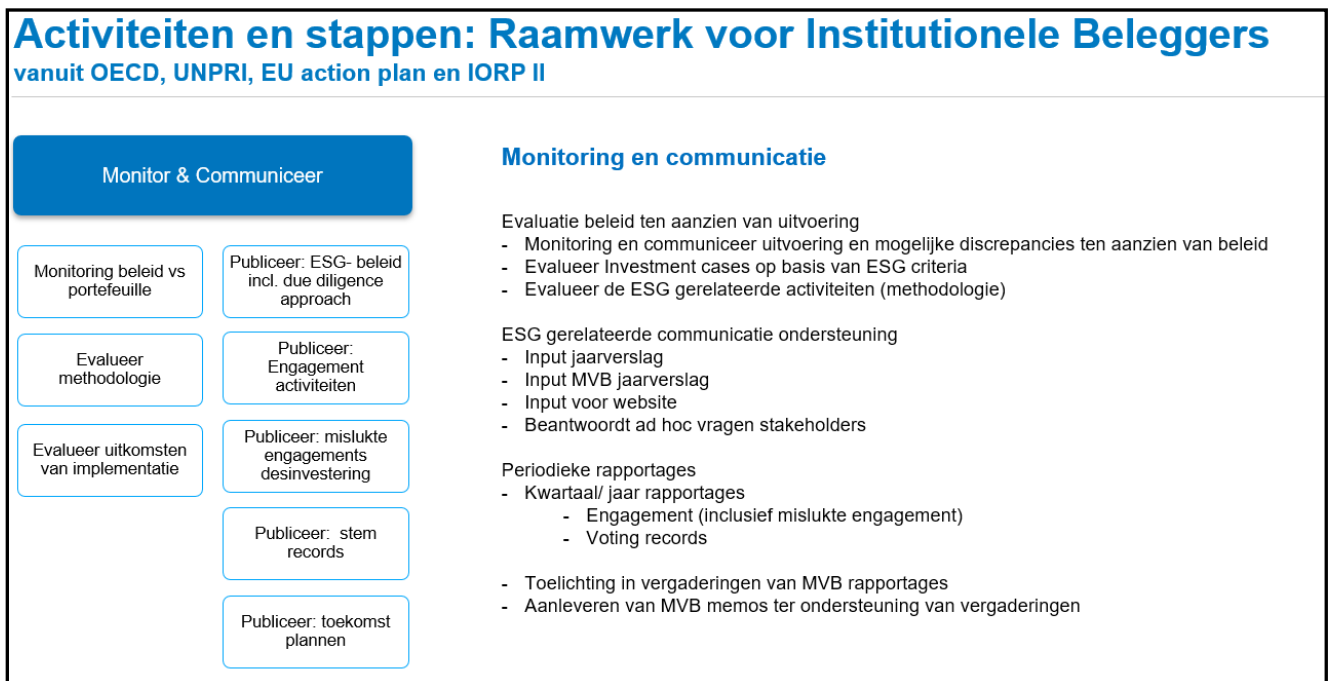 Activiteiten en stappen: Raamwerk voor Institutionele Beleggers
vanuit OECD, UNPRI, EU action plan en IORP II
Monitor & Communiceer
Monitoring beleid vs
portefeuille
Evalueer
methodologie
Evalueer uitkomsten
van implementatie
Publiceer: ESG- beleid
incl. due diligence
approach
Publiceer:
Engagement
activiteiten
Publiceer: mislukte
engagements
desinvestering
Publiceer: stem
records
Publiceer: toekomst
plannen
Monitoring en communicatie
Evaluatie beleid ten aanzien van uitvoering
- Monitoring en communiceer uitvoering en mogelijke discrepancies ten aanzien van beleid
- Evalueer Investment cases op basis van ESG criteria
- Evalueer de ESG gerelateerde activiteiten (methodologie)
ESG gerelateerde communicatie ondersteuning
- Input jaarverslag
- Input MVB jaarverslag
- Input voor website
- Beantwoordt ad hoc vragen stakeholders
Periodieke rapportages
- Kwartaal/ jaar rapportages
- Engagement (inclusief mislukte engagement)
- Voting records
- Toelichting in vergaderingen van MVB rapportages
- Aanleveren van MVB memos ter ondersteuning van vergaderingen